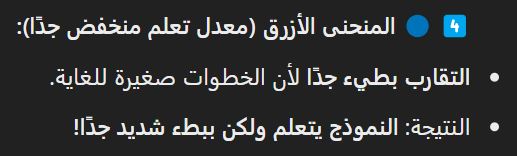 4️⃣ 🔵 المنحنى الأزرق (معدل تعلم منخفض جدًا):
• التقارب بطيء جدًا لأن الخطوات صغيرة للغاية.
• النتيجة: النموذج يتعلم ولكن ببطء شديد جدًا!